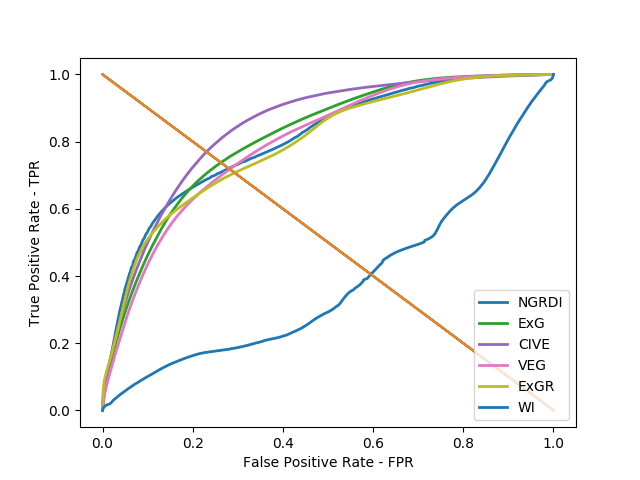 1.0
0.8
0.6
0.4
0.2
0.0
True Positive Rate - TPR
0.0 0.2 0.4 0.6 0.8 1.0
False Positive Rate - FPR
NGRDI
ExG
CIVE
VEG
ExGR
WI